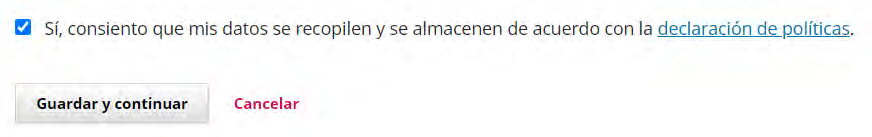 Sí, consiento que mis datos se recopilen y se almacenen de acuerdo con la declaración de políticas.
Guardar y continuar Cancelar